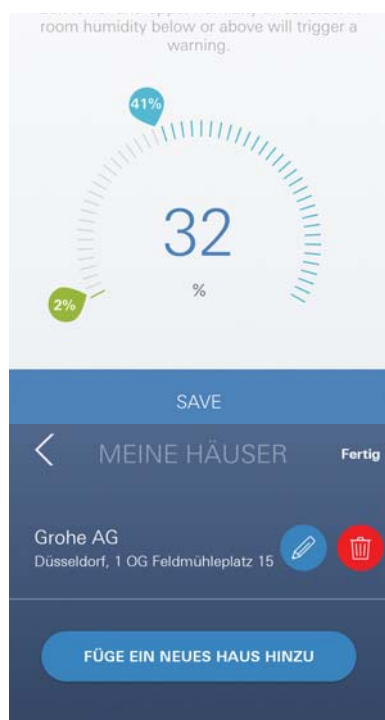 room humidity below or above will trigger a
warning.
41%
32
%
2%
SAVE
MEINE HÄUSER
Fertig
Grohe AG
Düsseldorf, 1 OG Feldmühleplatz 15
FÜGE EIN NEUES HAUS HINZU